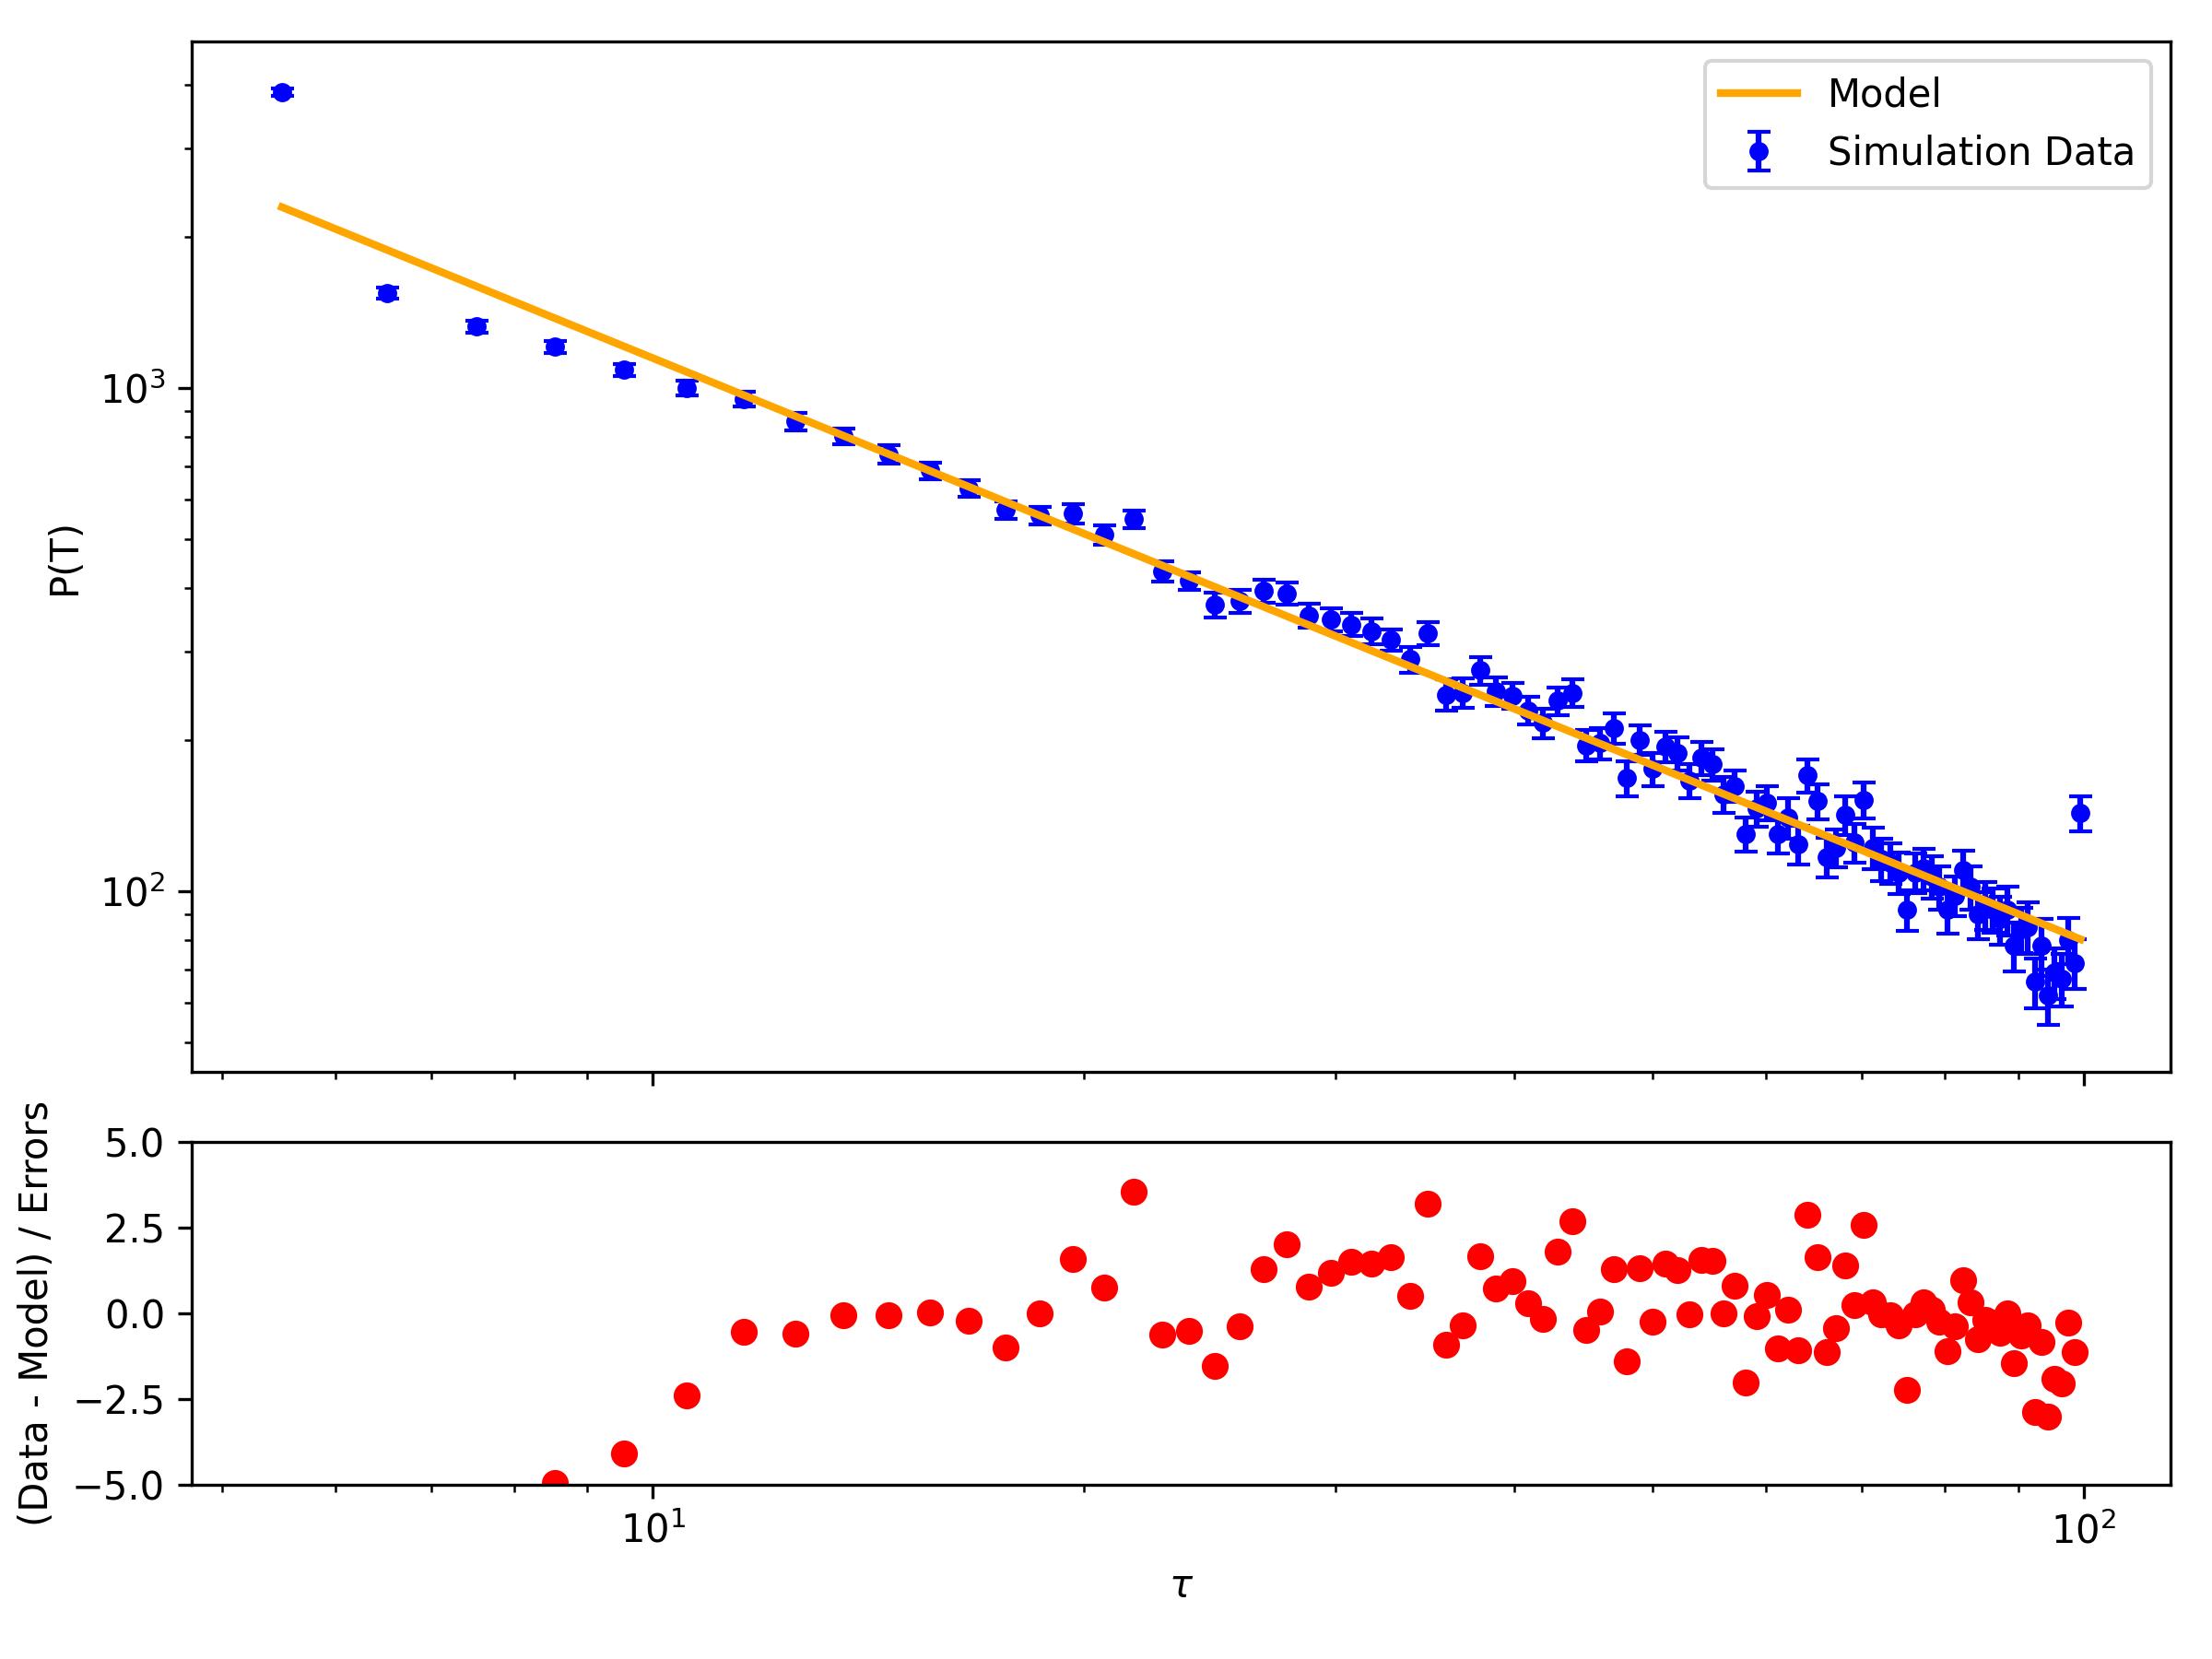 Model
Simulation Data
P(T)
10³
10²
(Data - Model) / Errors
5.0
2.5
0.0
−2.5
−5.0
10¹
10²
τ